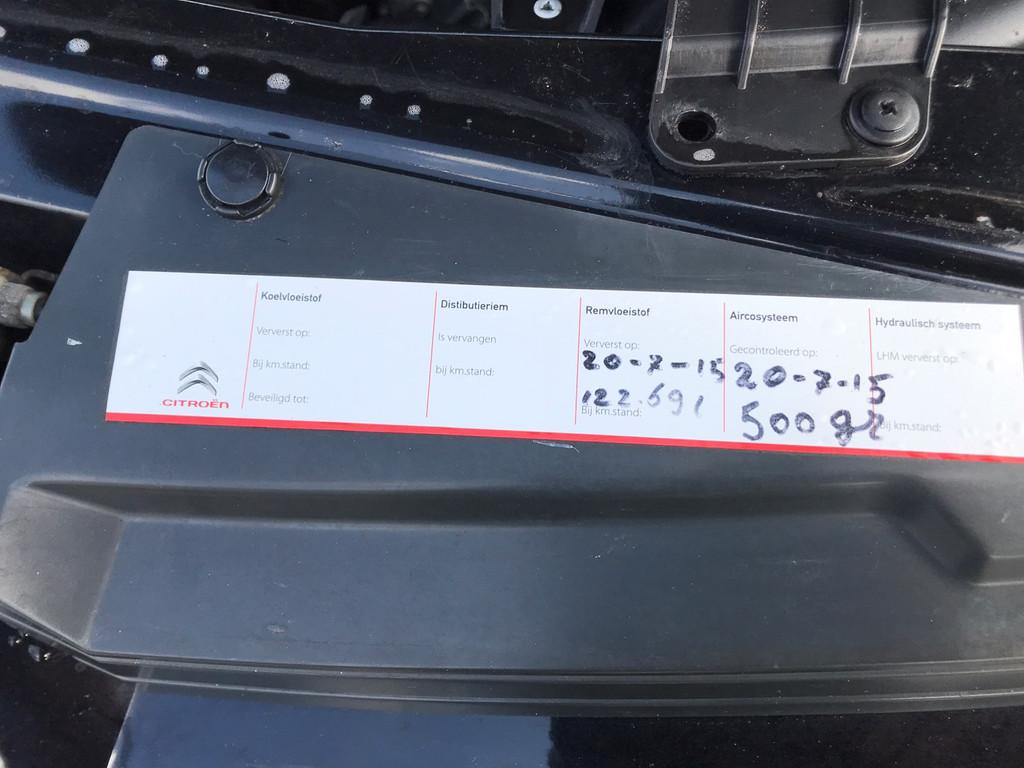 CITROËN
Koelvloeistof
Ververst op:
Bij km.stand:
Beveiligd tot:
Distibutieriem
Is vervangen
bij km.stand:
Remvloeistof
Ververst op:
20-7-15
122.691
Bij km.stand:
Aircosysteem
Gecontroleerd op:
20-7-15
500 gr
Hydraulisch systeem
LHM ververst op:
Bij km.stand: